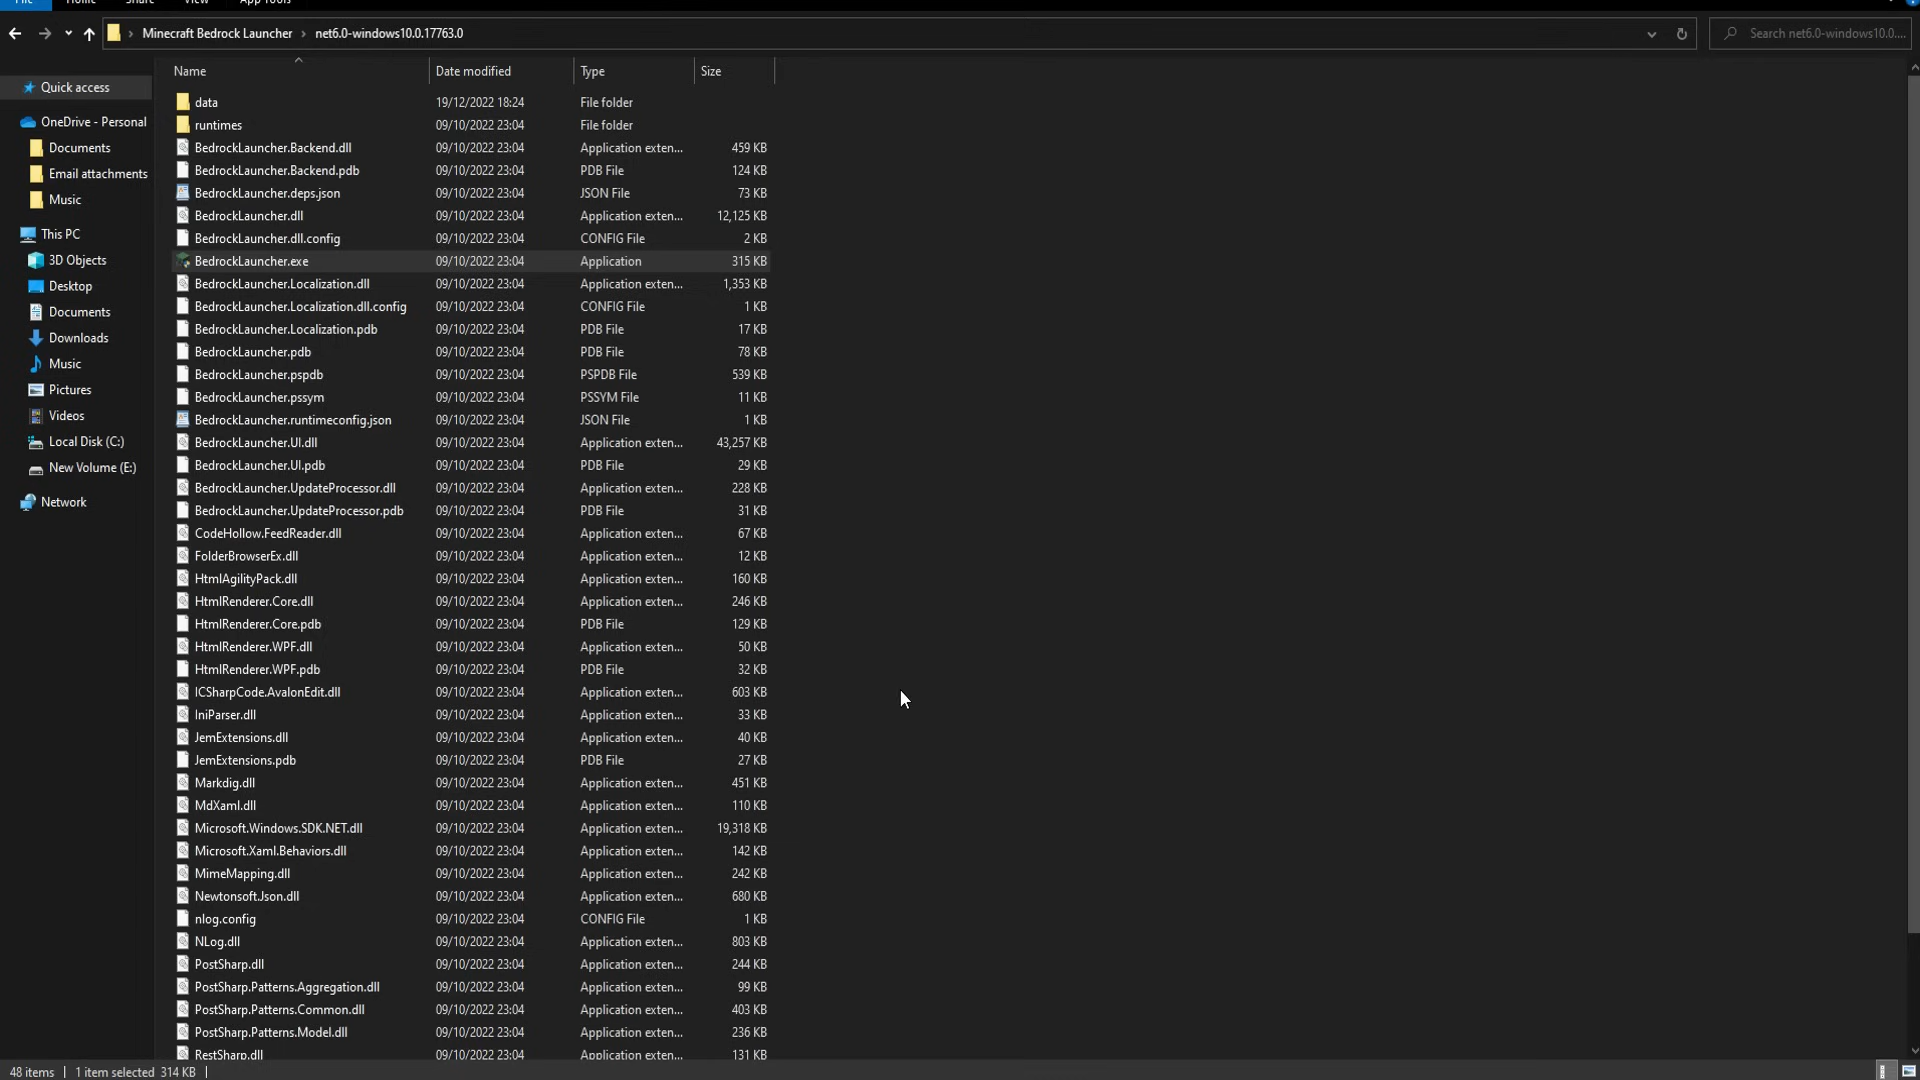 File Home Share View App Tools
Minecraft Bedrock Launcher › net6.0-windows10.0.17763.0
Search net6.0-windows10.0....
Name Date modified Type Size
Quick access
OneDrive - Personal
Documents
Email attachments
Music
This PC
3D Objects
Desktop
Documents
Downloads
Music
Pictures
Videos
Local Disk (C:)
New Volume (E:)
Network
data 19/12/2022 18:24 File folder
runtimes 09/10/2022 23:04 File folder
BedrockLauncher.Backend.dll 09/10/2022 23:04 Application exten... 459 KB
BedrockLauncher.Backend.pdb 09/10/2022 23:04 PDB File 124 KB
BedrockLauncher.deps.json 09/10/2022 23:04 JSON File 73 KB
BedrockLauncher.dll 09/10/2022 23:04 Application exten... 12,125 KB
BedrockLauncher.dll.config 09/10/2022 23:04 CONFIG File 2 KB
BedrockLauncher.exe 09/10/2022 23:04 Application 315 KB
BedrockLauncher.Localization.dll 09/10/2022 23:04 Application exten... 1,353 KB
BedrockLauncher.Localization.dll.config 09/10/2022 23:04 CONFIG File 1 KB
BedrockLauncher.Localization.pdb 09/10/2022 23:04 PDB File 17 KB
BedrockLauncher.pdb 09/10/2022 23:04 PDB File 78 KB
BedrockLauncher.pspdb 09/10/2022 23:04 PSPDB File 539 KB
BedrockLauncher.pssym 09/10/2022 23:04 PSSYM File 11 KB
BedrockLauncher.runtimeconfig.json 09/10/2022 23:04 JSON File 1 KB
BedrockLauncher.UI.dll 09/10/2022 23:04 Application exten... 43,257 KB
BedrockLauncher.UI.pdb 09/10/2022 23:04 PDB File 29 KB
BedrockLauncher.UpdateProcessor.dll 09/10/2022 23:04 Application exten... 228 KB
BedrockLauncher.UpdateProcessor.pdb 09/10/2022 23:04 PDB File 31 KB
CodeHollow.FeedReader.dll 09/10/2022 23:04 Application exten... 67 KB
FolderBrowserEx.dll 09/10/2022 23:04 Application exten... 12 KB
HtmlAgilityPack.dll 09/10/2022 23:04 Application exten... 160 KB
HtmlRenderer.Core.dll 09/10/2022 23:04 Application exten... 246 KB
HtmlRenderer.Core.pdb 09/10/2022 23:04 PDB File 129 KB
HtmlRenderer.WPF.dll 09/10/2022 23:04 Application exten... 50 KB
HtmlRenderer.WPF.pdb 09/10/2022 23:04 PDB File 32 KB
ICSharpCode.AvalonEdit.dll 09/10/2022 23:04 Application exten... 603 KB
IniParser.dll 09/10/2022 23:04 Application exten... 33 KB
JemExtensions.dll 09/10/2022 23:04 Application exten... 40 KB
JemExtensions.pdb 09/10/2022 23:04 PDB File 27 KB
Markdig.dll 09/10/2022 23:04 Application exten... 451 KB
MdXaml.dll 09/10/2022 23:04 Application exten... 110 KB
Microsoft.Windows.SDK.NET.dll 09/10/2022 23:04 Application exten... 19,318 KB
Microsoft.Xaml.Behaviors.dll 09/10/2022 23:04 Application exten... 142 KB
MimeMapping.dll 09/10/2022 23:04 Application exten... 242 KB
Newtonsoft.Json.dll 09/10/2022 23:04 Application exten... 680 KB
nlog.config 09/10/2022 23:04 CONFIG File 1 KB
NLog.dll 09/10/2022 23:04 Application exten... 803 KB
PostSharp.dll 09/10/2022 23:04 Application exten... 244 KB
PostSharp.Patterns.Aggregation.dll 09/10/2022 23:04 Application exten... 99 KB
PostSharp.Patterns.Common.dll 09/10/2022 23:04 Application exten... 403 KB
PostSharp.Patterns.Model.dll 09/10/2022 23:04 Application exten... 236 KB
RestSharp.dll 09/10/2022 23:04 Application exten... 131 KB
48 items 1 item selected 314 KB